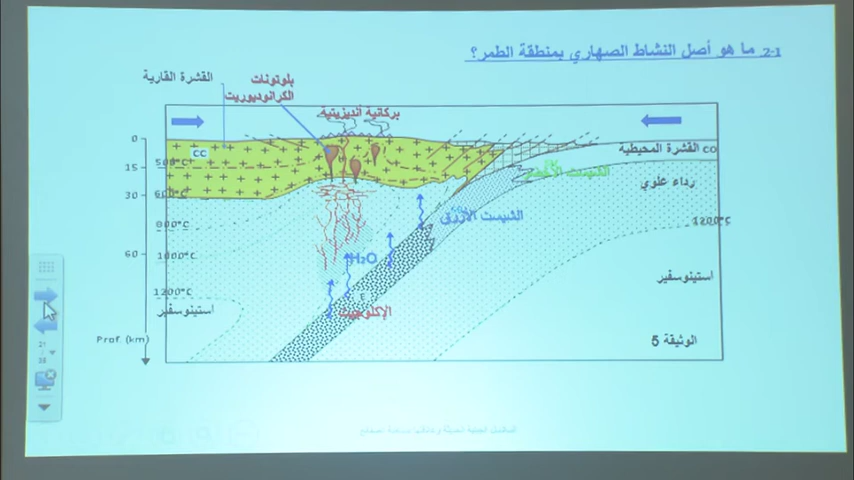 2-1 ما هو أصل النشاط الصهاري بمنطقة الطمر؟
القشرة القارية
بلوتونات
الكرانوديوريت
بركانية أنديزيتية
0
CC
500°C
15
30
600°C
800°C
60
1000°C
1200°C
أستينوسفير
Prof. (km)
CO القشرة المحيطية
الشيست الأخضر
رداء علوي
الشيست الأزرق
1200°C
H₂O
أستينوسفير
E
الإكلوجيت
الوثيقة 5